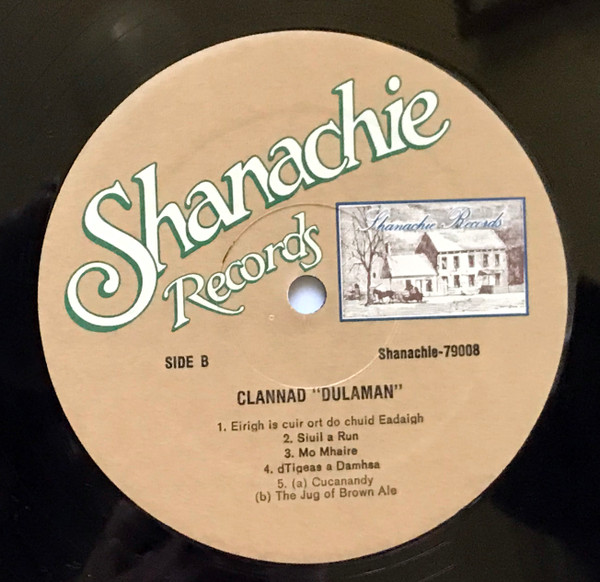 Shanachie
Records
Shanachie Records
SIDE B
Shanachie-79008
CLANNAD "DULAMAN"
1. Eirigh is cuir ort do chuid Eadaigh
2. Siuil a Run
3. Mo Mhaire
4. dTigeas a Damhsa
5. (a) Cucanandy
(b) The Jug of Brown Ale